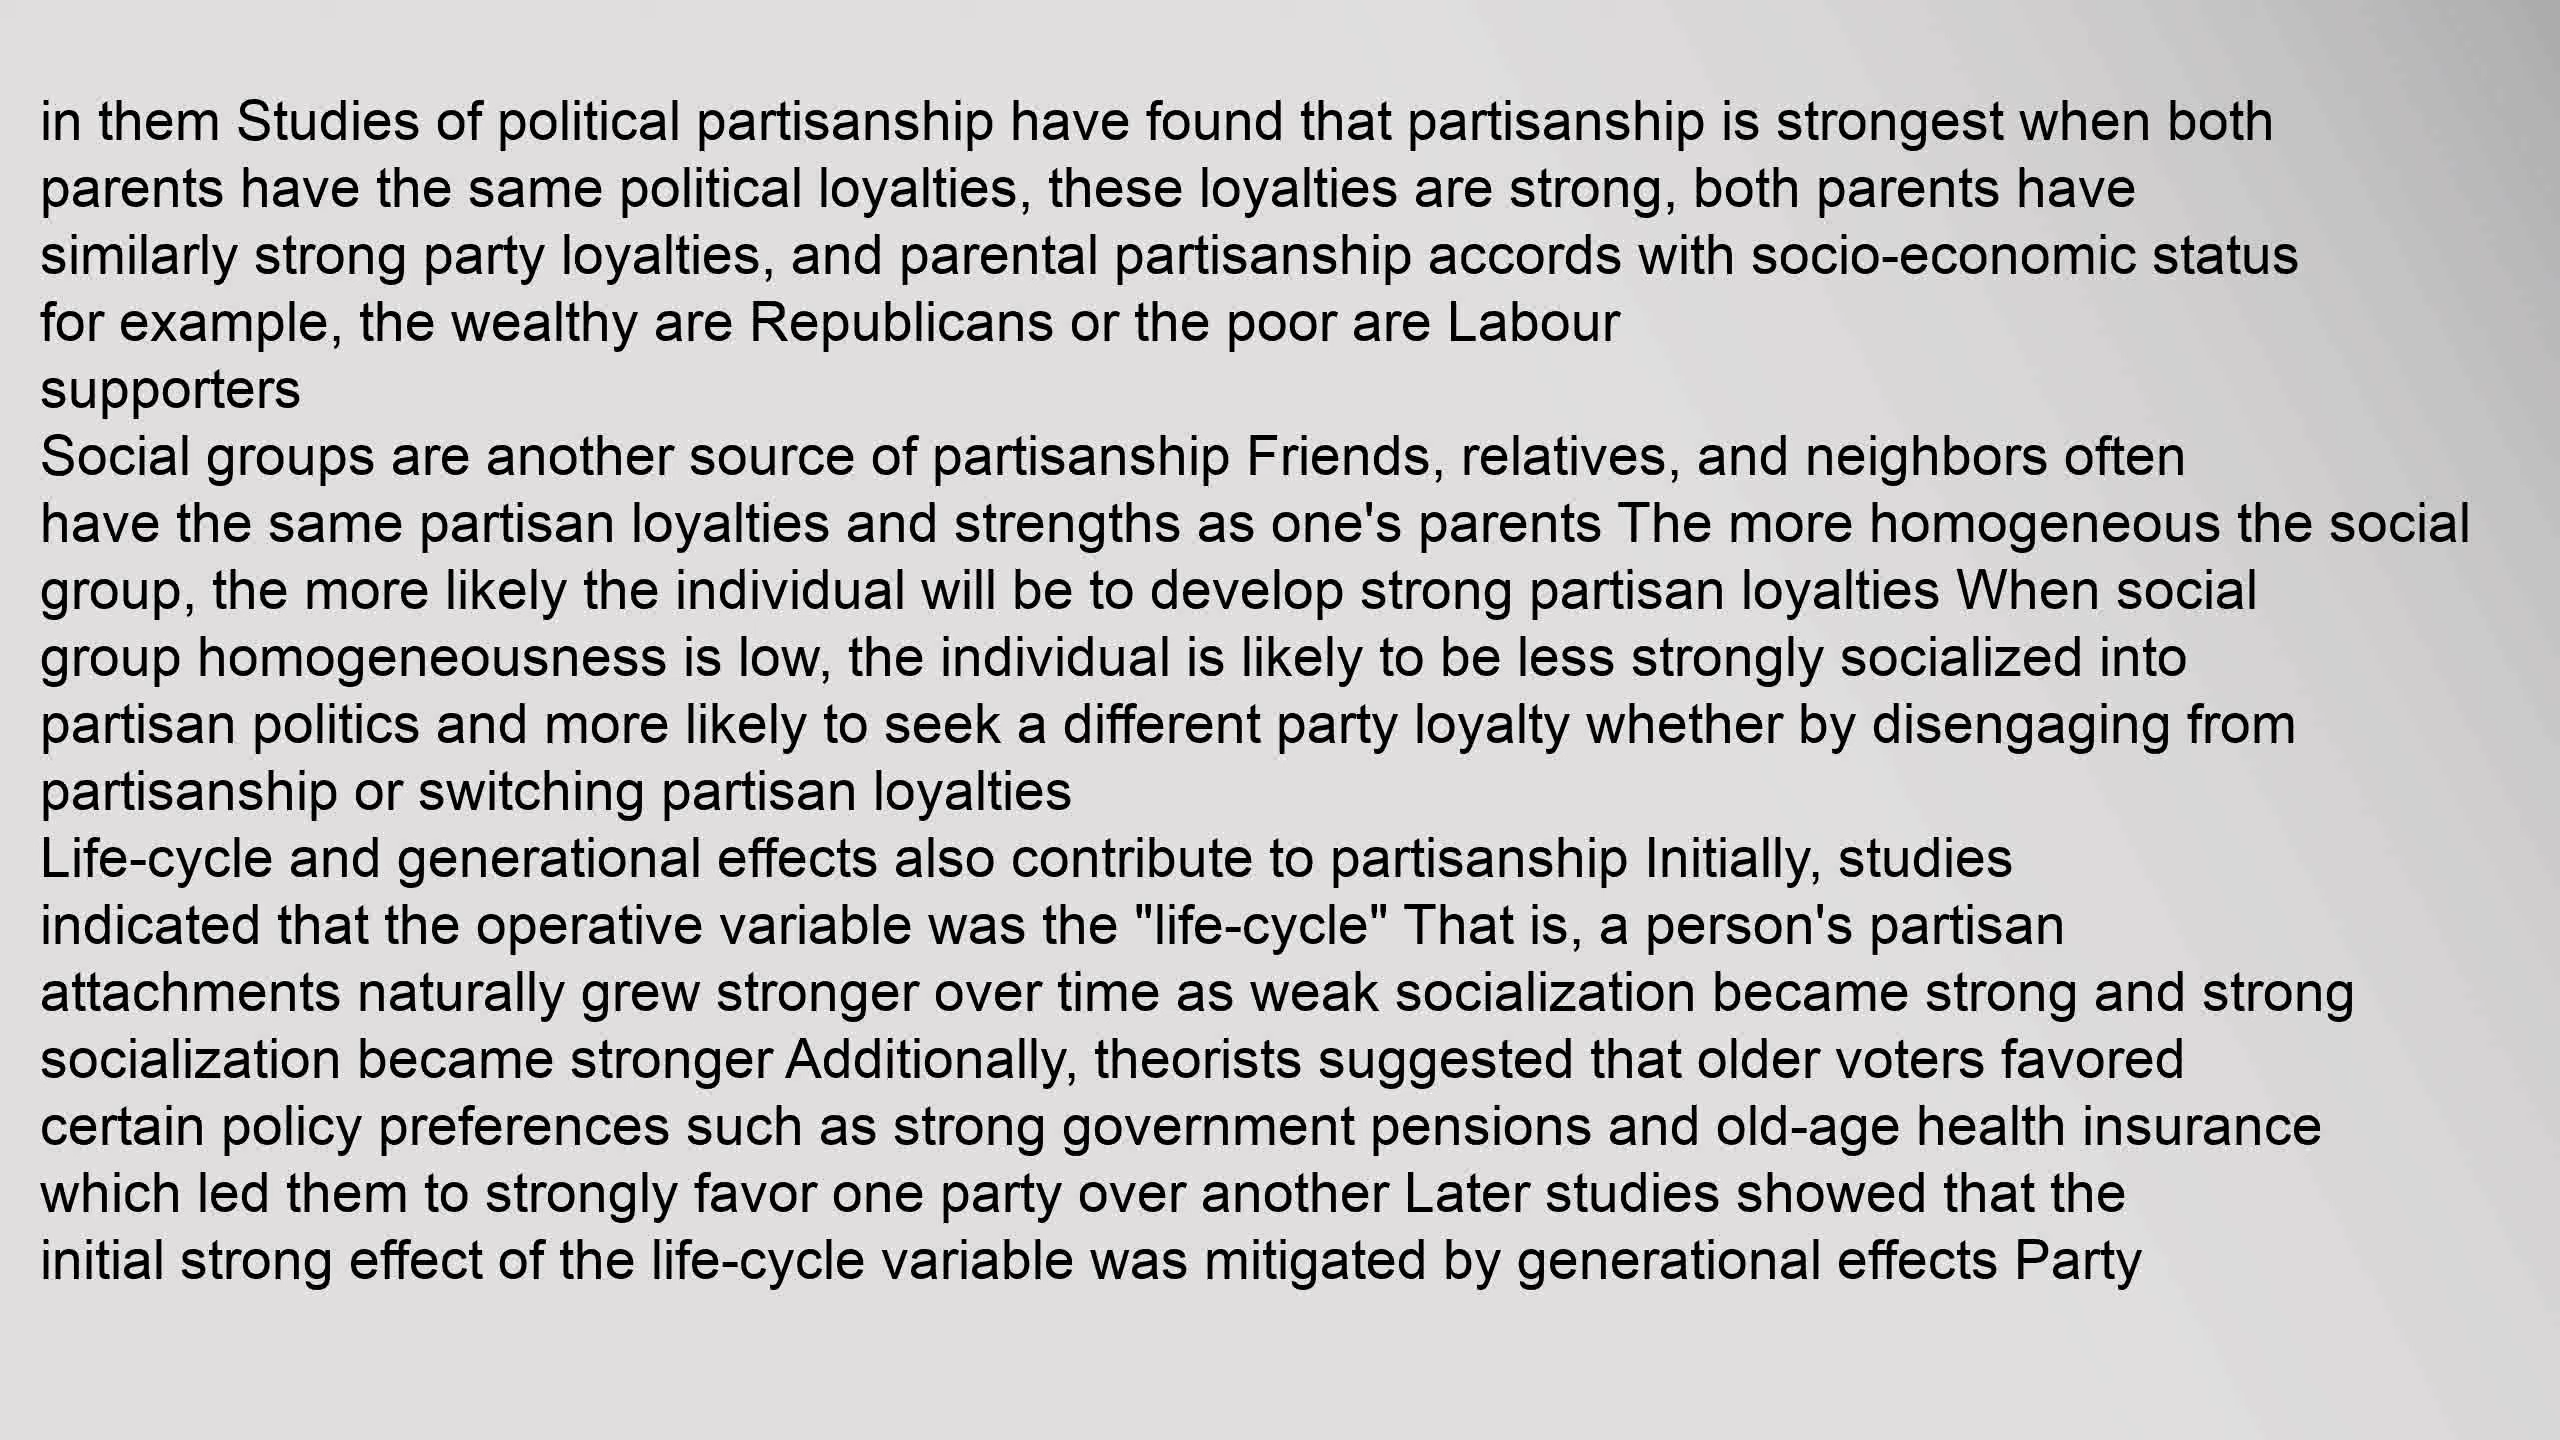 in them Studies of political partisanship have found that partisanship is strongest when both
parents have the same political loyalties, these loyalties are strong, both parents have
similarly strong party loyalties, and parental partisanship accords with socio-economic status
for example, the wealthy are Republicans or the poor are Labour
supporters
Social groups are another source of partisanship Friends, relatives, and neighbors often
have the same partisan loyalties and strengths as one's parents The more homogeneous the social
group, the more likely the individual will be to develop strong partisan loyalties When social
group homogeneousness is low, the individual is likely to be less strongly socialized into
partisan politics and more likely to seek a different party loyalty whether by disengaging from
partisanship or switching partisan loyalties
Life-cycle and generational effects also contribute to partisanship Initially, studies
indicated that the operative variable was the "life-cycle" That is, a person's partisan
attachments naturally grew stronger over time as weak socialization became strong and strong
socialization became stronger Additionally, theorists suggested that older voters favored
certain policy preferences such as strong government pensions and old-age health insurance
which led them to strongly favor one party over another Later studies showed that the
initial strong effect of the life-cycle variable was mitigated by generational effects Party